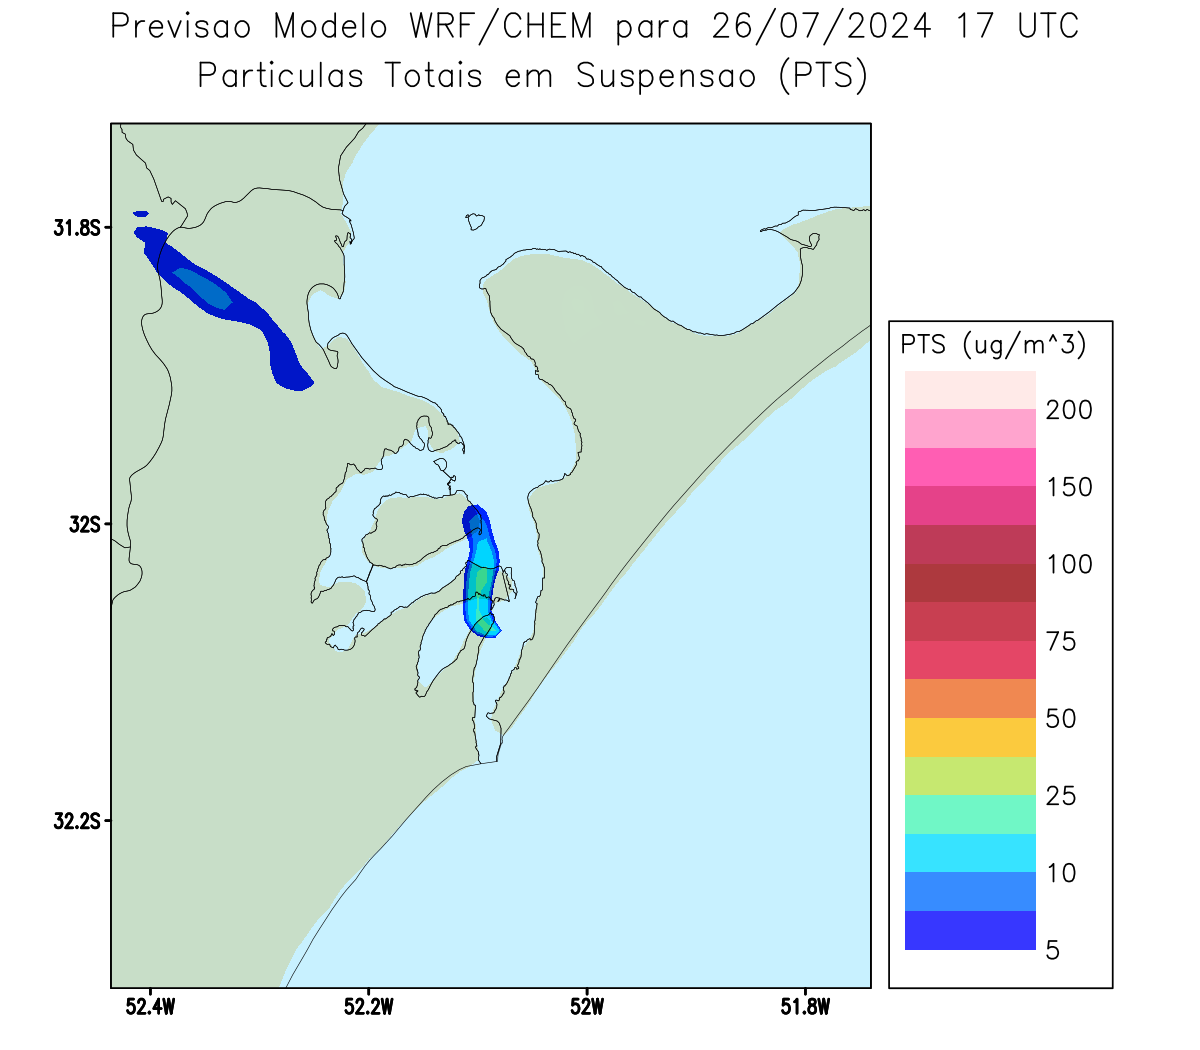 Previsao Modelo WRF/CHEM para 26/07/2024 17 UTC
Particulas Totais em Suspensao (PTS)
31.8S
32S
32.2S
52.4W
52.2W
52W
51.8W
PTS (ug/m^3)
200
150
100
75
50
25
10
5